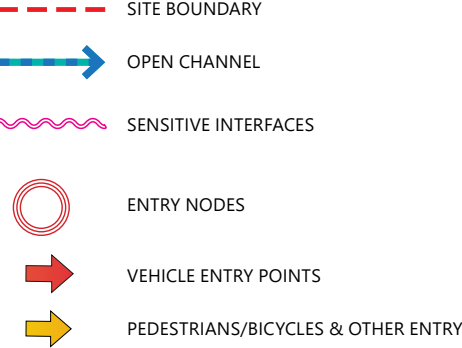 SITE BOUNDARY
OPEN CHANNEL
SENSITIVE INTERFACES
ENTRY NODES
VEHICLE ENTRY POINTS
PEDESTRIANS/BICYCLES & OTHER ENTRY